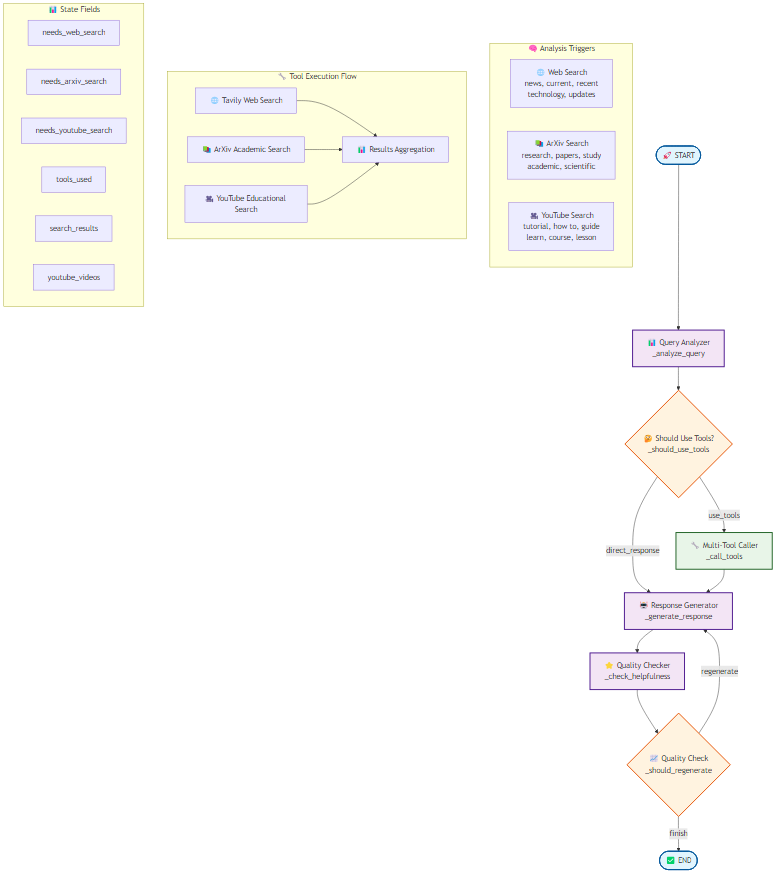 📊 State Fields
needs_web_search
needs_arxiv_search
needs_youtube_search
tools_used
search_results
youtube_videos
🔧 Tool Execution Flow
🌐 Tavily Web Search
📚 ArXiv Academic Search
🎥 YouTube Educational
Search
📊 Results Aggregation
🧠 Analysis Triggers
🌐 Web Search
news, current, recent
technology, updates
📚 ArXiv Search
research, papers, study
academic, scientific
🎥 YouTube Search
tutorial, how to, guide
learn, course, lesson
🚀 START
📊 Query Analyzer
_analyze_query
🤔 Should Use Tools?
_should_use_tools
use_tools
direct_response
🔧 Multi-Tool Caller
_call_tools
Response Generator
_generate_response
⭐ Quality Checker
_check_helpfulness
regenerate
Quality Check
_should_regenerate
finish
✅ END